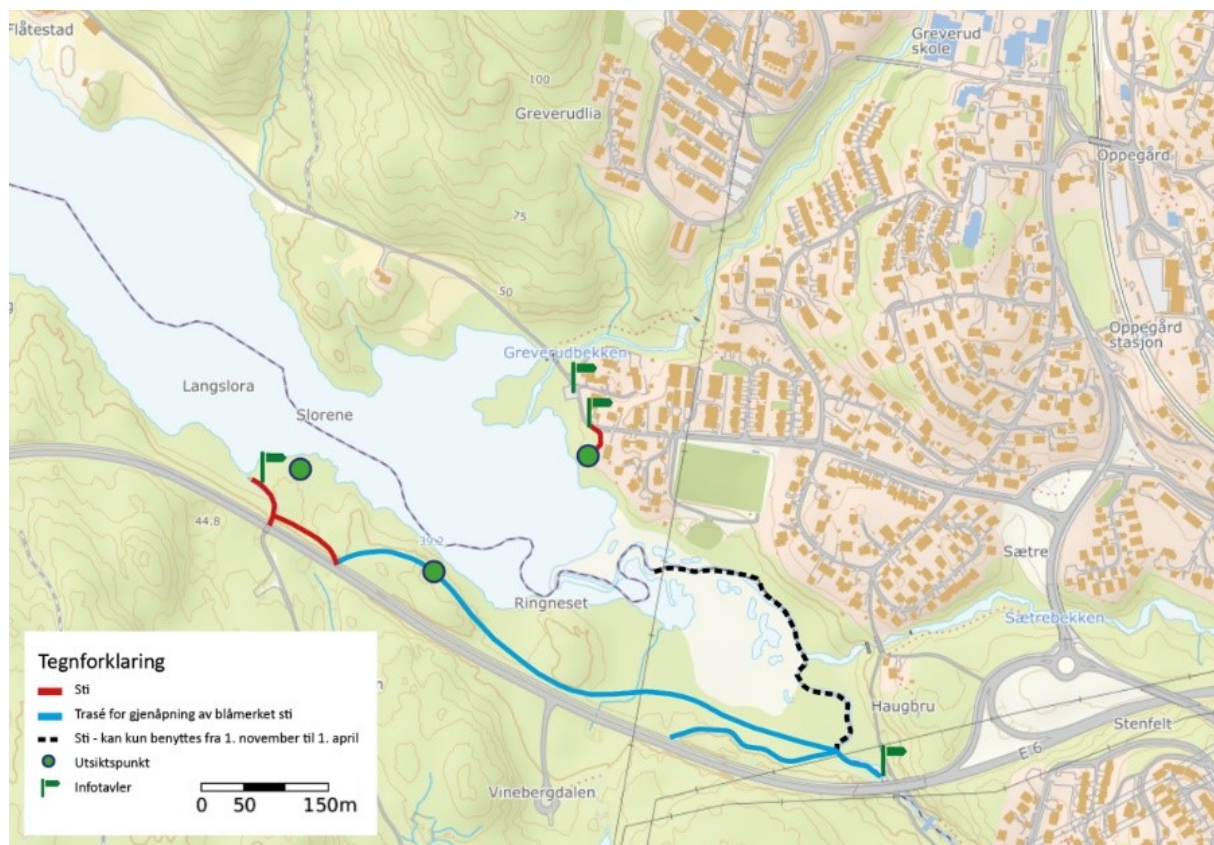 Flåtestad
Greverud
skole
100
Greverudlia
Oppegård
75
50
Greverudbekken
Oppegård
stasjon
Langslora
Slorene
44.8
39.2
Sætre
Ringneset
Sætrebekken
Haugbru
Stenfelt
E 6
Vinebergdalen
Tegnforklaring
Sti
Trasé for gjenåpning av blåmerket sti
Sti - kan kun benyttes fra 1. november til 1. april
Utsiktspunkt
Infotavler
0 50 150m